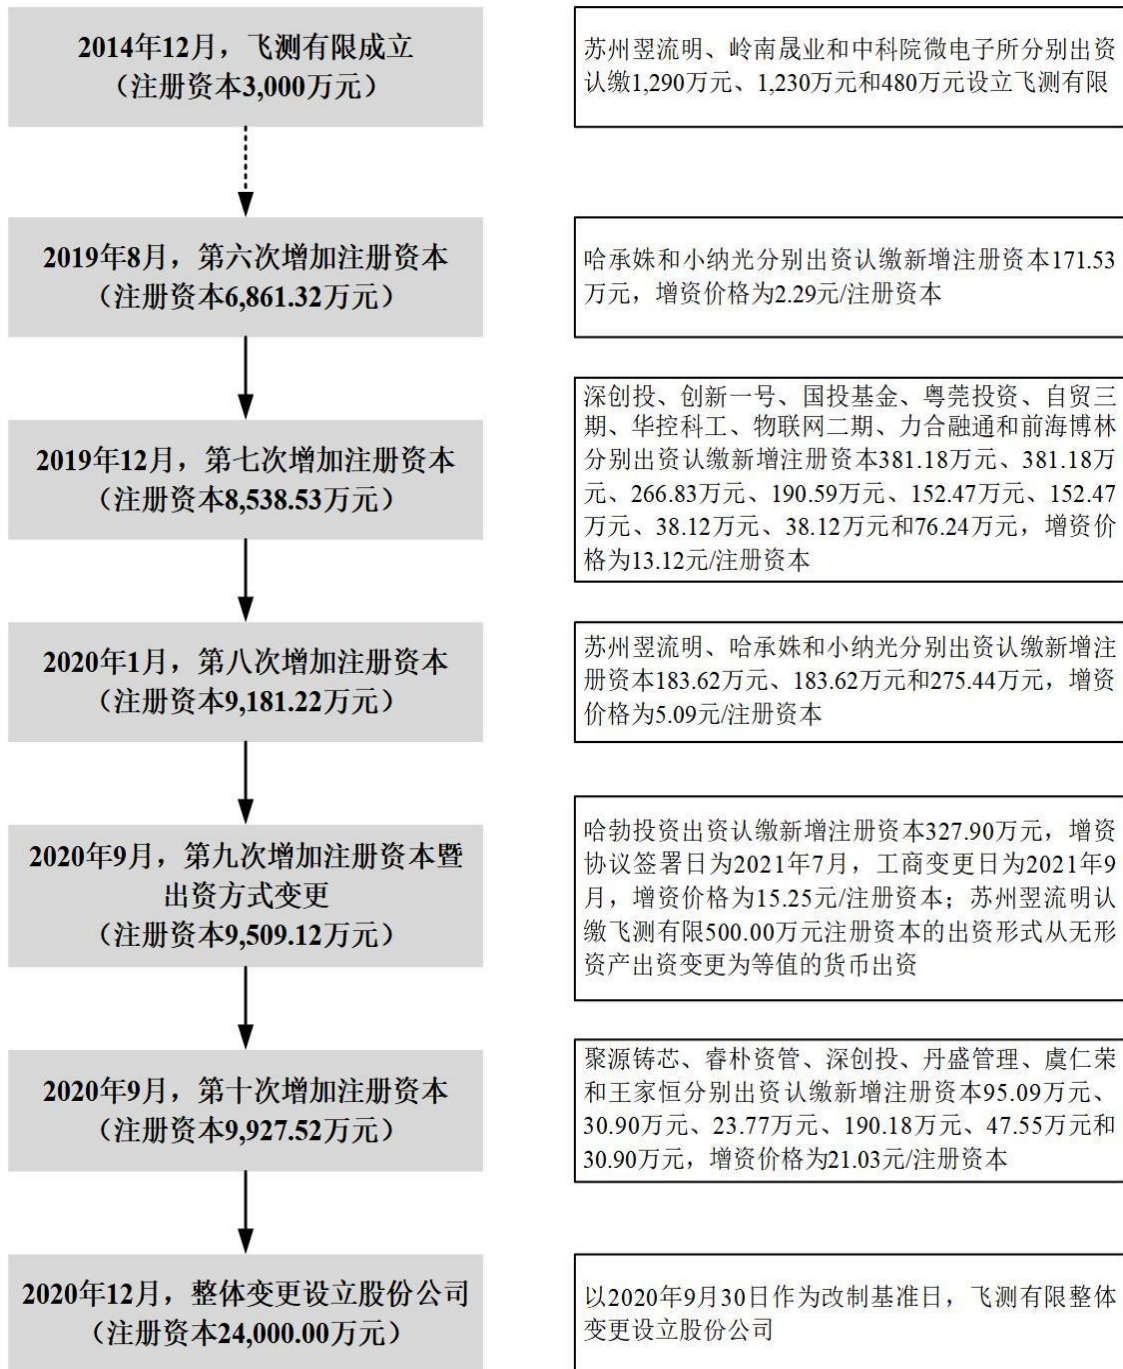 2014年12月，飞测有限成立
（注册资本3,000万元）
苏州翌流明、岭南晟业和中科院微电子所分别出资
认缴1,290万元、1,230万元和480万元设立飞测有限
2019年8月，第六次增加注册资本
（注册资本6,861.32万元）
哈承姝和小纳光分别出资认缴新增注册资本171.53
万元，增资价格为2.29元/注册资本
2019年12月，第七次增加注册资本
（注册资本8,538.53万元）
深创投、创新一号、国投基金、粤莞投资、自贸三
期、华控科工、物联网二期、力合融通和前海博林
分别出资认缴新增注册资本381.18万元、381.18万
元、266.83万元、190.59万元、152.47万元、152.47
万元、38.12万元、38.12万元和76.24万元，增资价
格为13.12元/注册资本
2020年1月，第八次增加注册资本
（注册资本9,181.22万元）
苏州翌流明、哈承姝和小纳光分别出资认缴新增注
册资本183.62万元、183.62万元和275.44万元，增资
价格为5.09元/注册资本
2020年9月，第九次增加注册资本暨
出资方式变更
（注册资本9,509.12万元）
哈勃投资出资认缴新增注册资本327.90万元，增资
协议签署日为2021年7月，工商变更日为2021年9
月，增资价格为15.25元/注册资本；苏州翌流明认
缴飞测有限500.00万元注册资本的出资形式从无形
资产出资变更为等值的货币出资
2020年9月，第十次增加注册资本
（注册资本9,927.52万元）
聚源铸芯、睿朴资管、深创投、丹盛管理、虞仁荣
和王家恒分别出资认缴新增注册资本95.09万元、
30.90万元、23.77万元、190.18万元、47.55万元和
30.90万元，增资价格为21.03元/注册资本
2020年12月，整体变更设立股份公司
（注册资本24,000.00万元）
以2020年9月30日作为改制基准日，飞测有限整体
变更设立股份公司